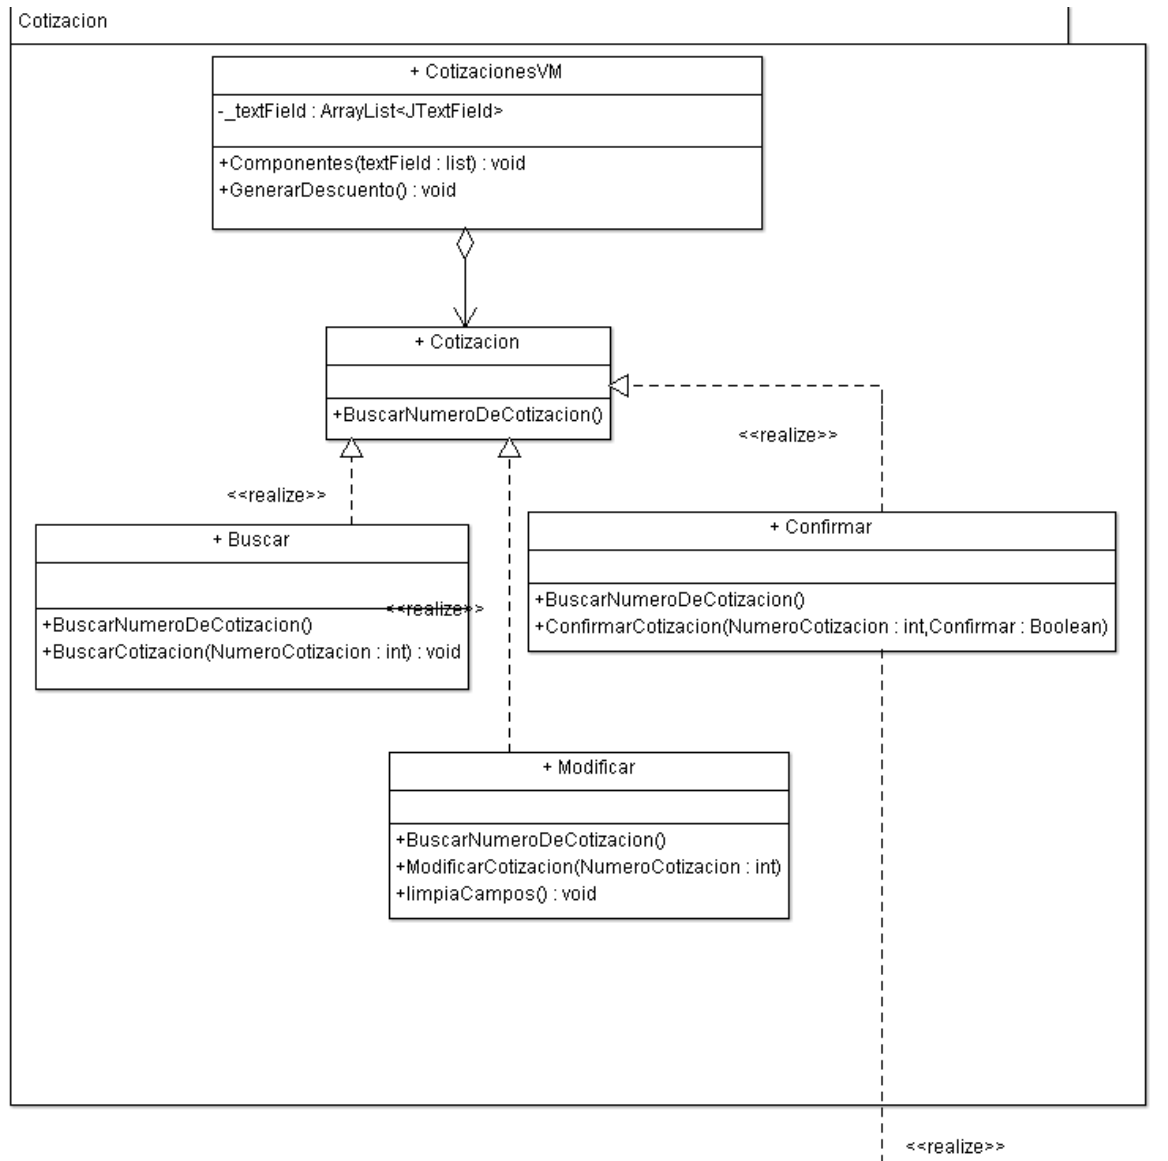 Cotizacion
+ CotizacionesVM
-_textField : ArrayList<JTextField>
+Componentes(textField : list) : void
+GenerarDescuento() : void
+ Cotizacion
+BuscarNumeroDeCotizacion()
<<realize>>
<<realize>>
+ Buscar
+BuscarNumeroDeCotizacion()
+BuscarCotizacion(NumeroCotizacion : int) : void
<<realize>>
+ Confirmar
+BuscarNumeroDeCotizacion()
+ConfirmarCotizacion(NumeroCotizacion : int,Confirmar : Boolean)
+ Modificar
+BuscarNumeroDeCotizacion()
+ModificarCotizacion(NumeroCotizacion : int)
+limpiaCampos() : void
<<realize>>